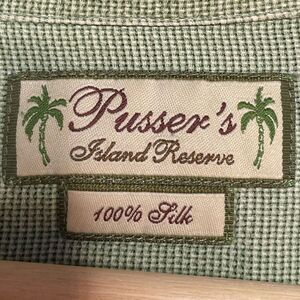 Pusser's
Island Reserve
100% Silk